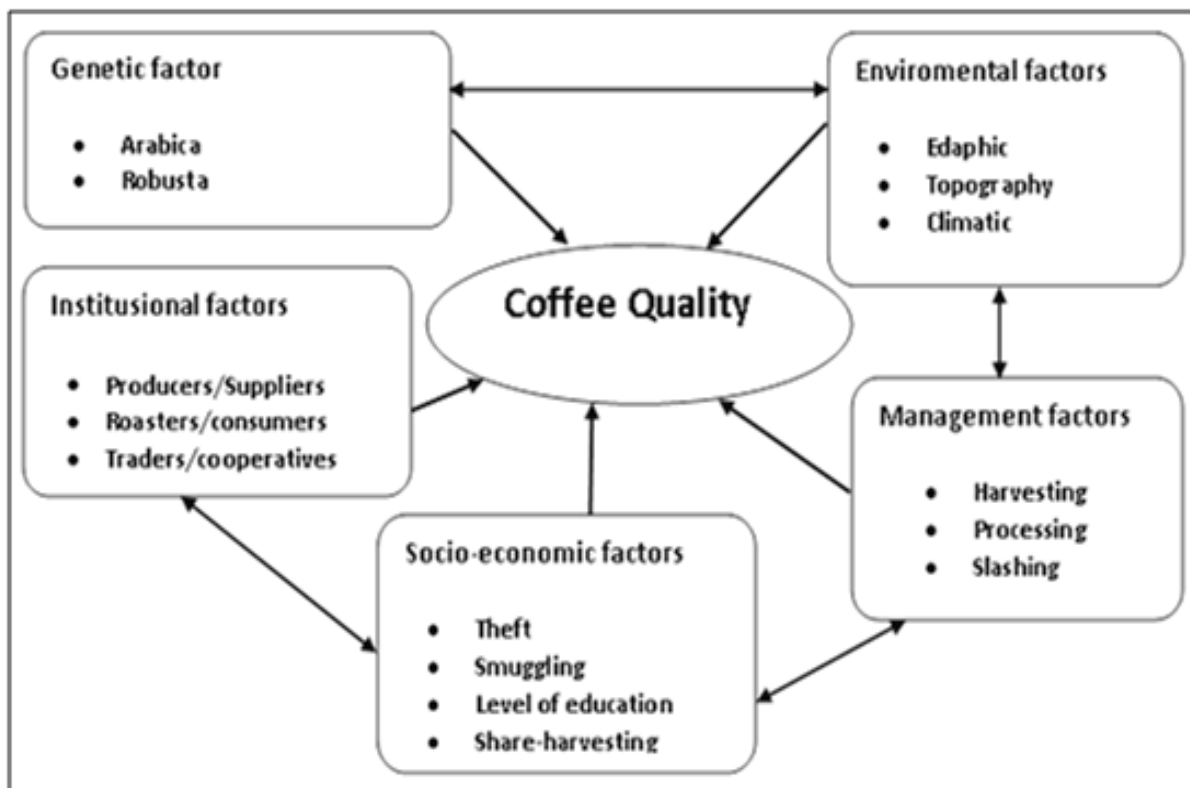 Genetic factor
• Arabica
• Robusta
Enviromental factors
• Edaphic
• Topography
• Climatic
Coffee Quality
Institusional factors
• Producers/Suppliers
• Roasters/consumers
• Traders/cooperatives
Management factors
• Harvesting
• Processing
• Slashing
Socio-economic factors
• Theft
• Smuggling
• Level of education
• Share-harvesting